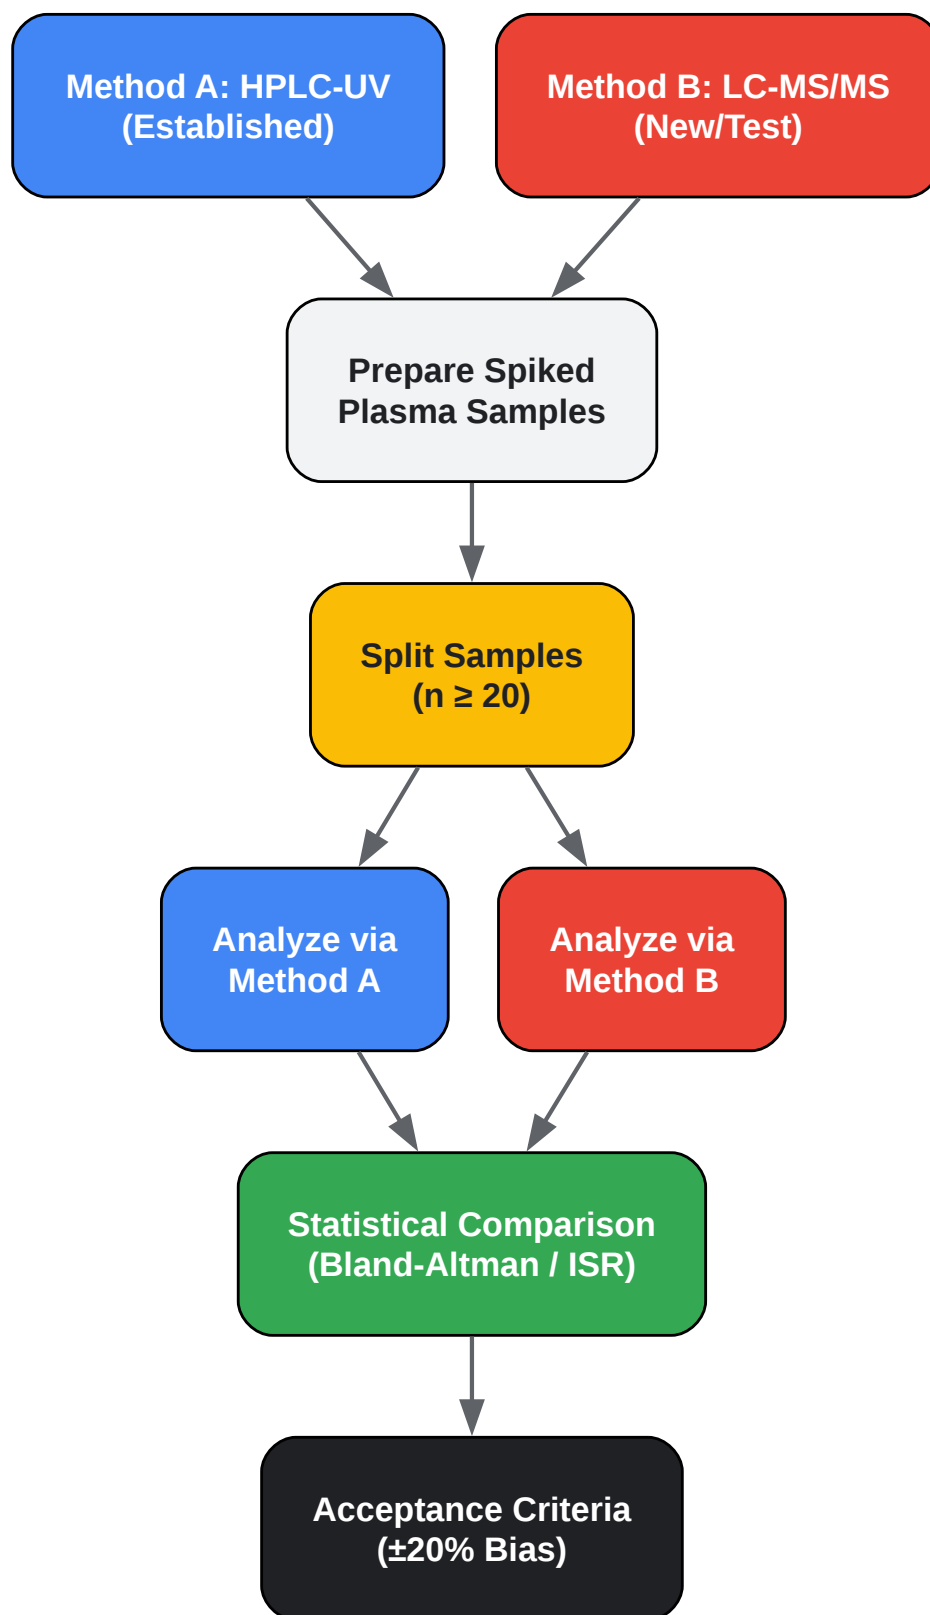 Method A: HPLC-UV
(Established)
Method B: LC-MS/MS
(New/Test)
Prepare Spiked
Plasma Samples
Split Samples
(n ≥ 20)
Analyze via
Method A
Analyze via
Method B
Statistical Comparison
(Bland-Altman / ISR)
Acceptance Criteria
(±20% Bias)